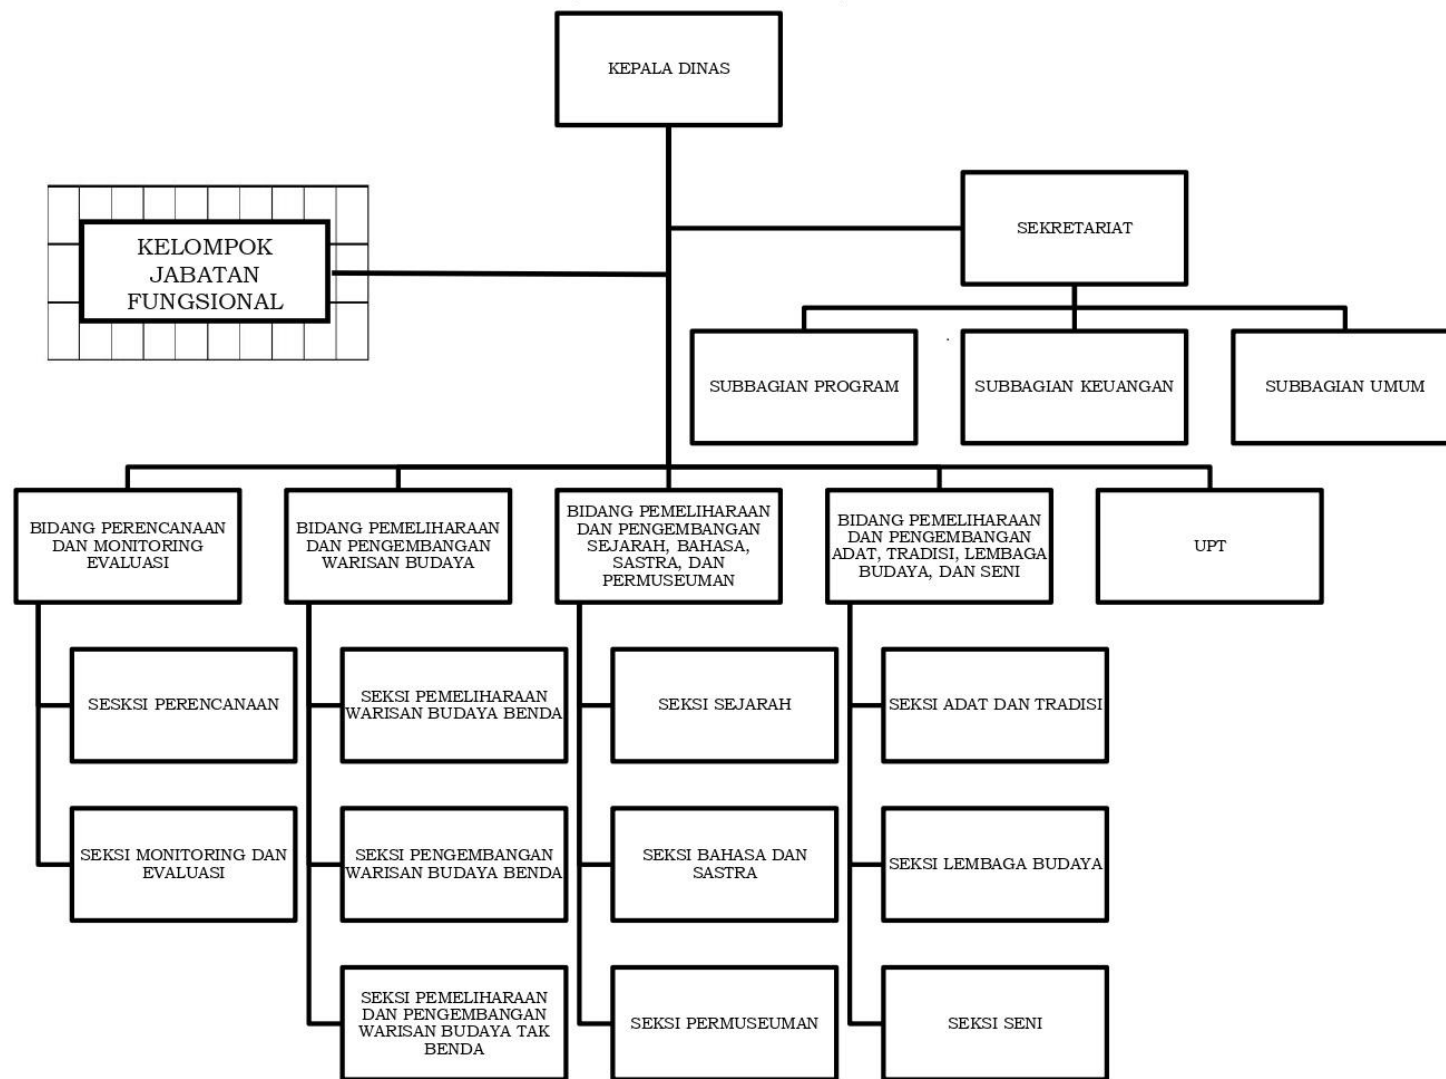 KEPALA DINAS
SEKRETARIAT
KELOMPOK
JABATAN
FUNGSIONAL
SUBBAGIAN PROGRAM
SUBBAGIAN KEUANGAN
SUBBAGIAN UMUM
BIDANG PERENCANAAN
DAN MONITORING
EVALUASI
BIDANG PEMELIHARAAN
DAN PENGEMBANGAN
WARISAN BUDAYA
BIDANG PEMELIHARAAN
DAN PENGEMBANGAN
SEJARAH, BAHASA,
SASTRA, DAN
PERMUSEUMAN
BIDANG PEMELIHARAAN
DAN PENGEMBANGAN
ADAT, TRADISI, LEMBAGA
BUDAYA, DAN SENI
UPT
SESKSI PERENCANAAN
SEKSI PEMELIHARAAN
WARISAN BUDAYA BENDA
SEKSI SEJARAH
SEKSI ADAT DAN TRADISI
SEKSI MONITORING DAN
EVALUASI
SEKSI PENGEMBANGAN
WARISAN BUDAYA BENDA
SEKSI BAHASA DAN
SASTRA
SEKSI LEMBAGA BUDAYA
SEKSI PEMELIHARAAN
DAN PENGEMBANGAN
WARISAN BUDAYA TAK
BENDA
SEKSI PERMUSEUMAN
SEKSI SENI